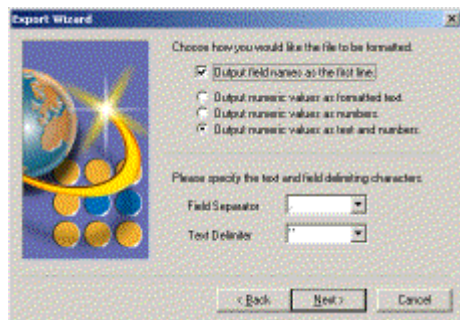 Export Wizard
Choose how you would like the file to be formatted.
Output field names as the first line.
Output numeric values as formatted text.
Output numeric values as numbers.
Output numeric values as text and numbers.
Please specify the text and field delimiting characters.
Field Separator ,
Text Delimiter "
< Back Next > Cancel